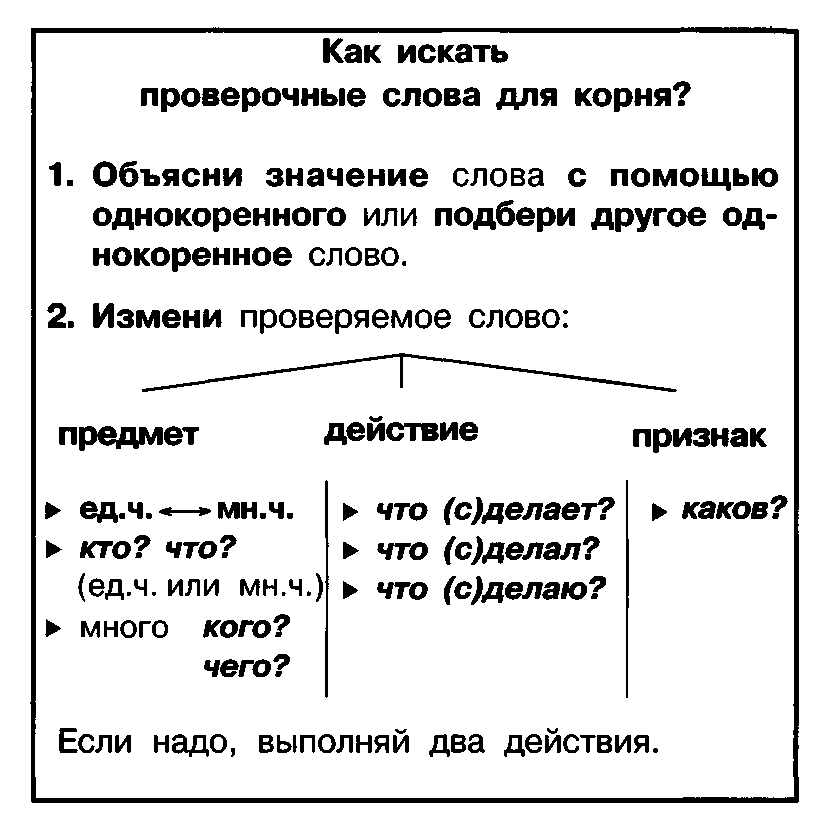 Как искать
проверочные слова для корня?
1. Объясни значение слова с помощью
однокоренного или подбери другое од-
нокоренное слово.
2. Измени проверяемое слово:
предмет действие признак
▶ ед.ч. ⟷ мн.ч. ▶ что (с)делает? ▶ каков?
▶ кто? что? ▶ что (с)делал?
(ед.ч. или мн.ч.) ▶ что (с)делаю?
▶ много кого?
чего?
Если надо, выполняй два действия.